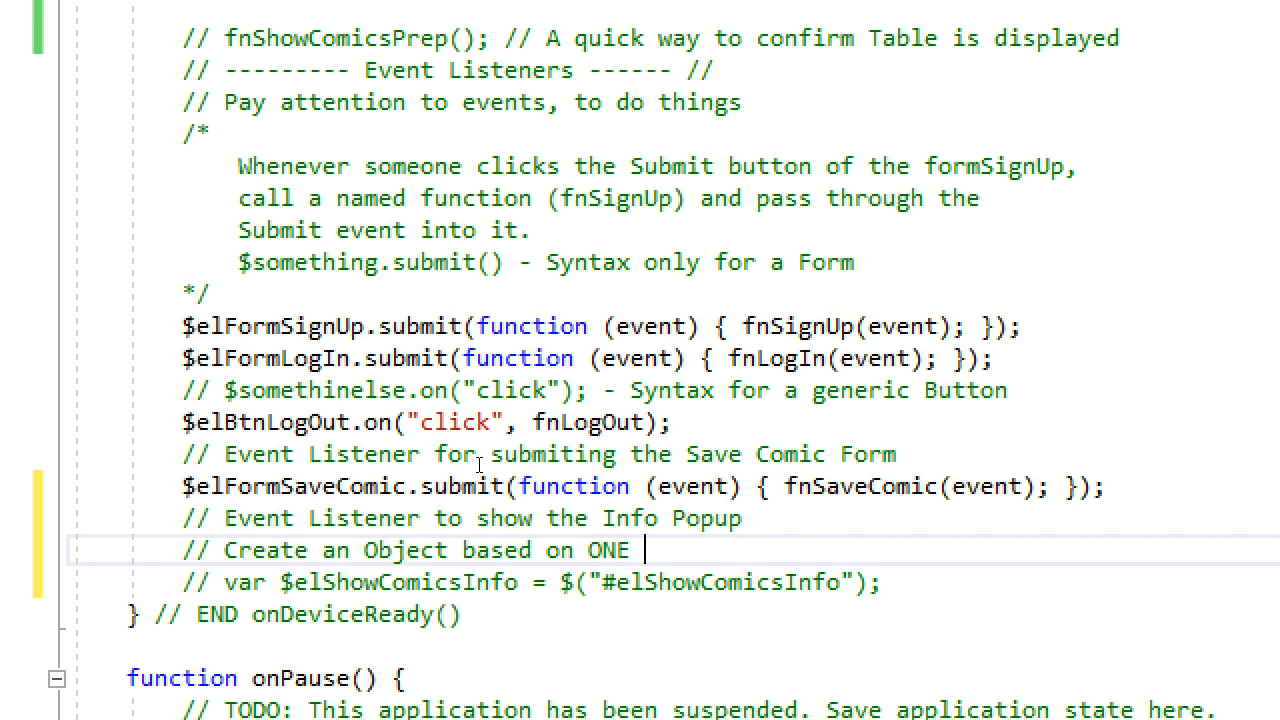 // fnShowComicsPrep(); // A quick way to confirm Table is displayed
// --------- Event Listeners ------ //
// Pay attention to events, to do things
/*
Whenever someone clicks the Submit button of the formSignUp,
call a named function (fnSignUp) and pass through the
Submit event into it.
$something.submit() - Syntax only for a Form
*/
$elFormSignUp.submit(function (event) { fnSignUp(event); });
$elFormLogIn.submit(function (event) { fnLogIn(event); });
// $somethinelse.on("click"); - Syntax for a generic Button
$elBtnLogOut.on("click", fnLogOut);
// Event Listener for submiting the Save Comic Form
$elFormSaveComic.submit(function (event) { fnSaveComic(event); });
// Event Listener to show the Info Popup
// Create an Object based on ONE
// var $elShowComicsInfo = $("#elShowComicsInfo");
} // END onDeviceReady()
function onPause() {
// TODO: This application has been suspended. Save application state here.